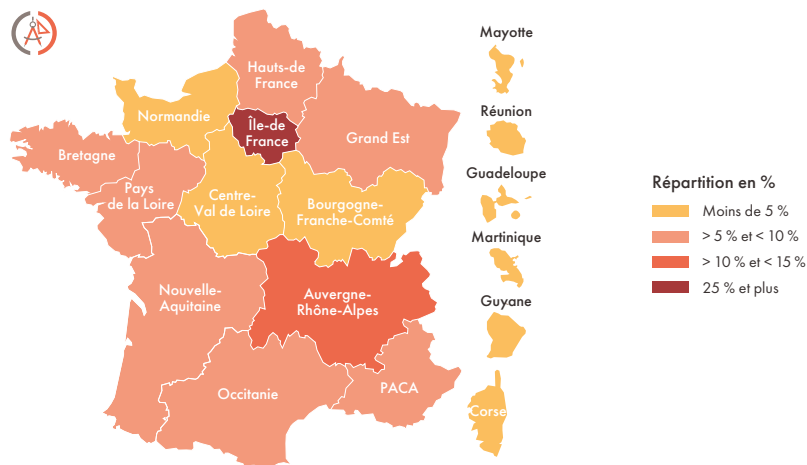 Hauts-de
France
Normandie
Île-de
France
Grand Est
Bretagne
Pays
de la Loire
Centre-
Val de Loire
Bourgogne-
Franche-Comté
Nouvelle-
Aquitaine
Auvergne-
Rhône-Alpes
Occitanie
PACA
Mayotte
Réunion
Guadeloupe
Martinique
Guyane
Corse
Répartition en %
Moins de 5 %
> 5 % et < 10 %
> 10 % et < 15 %
25 % et plus